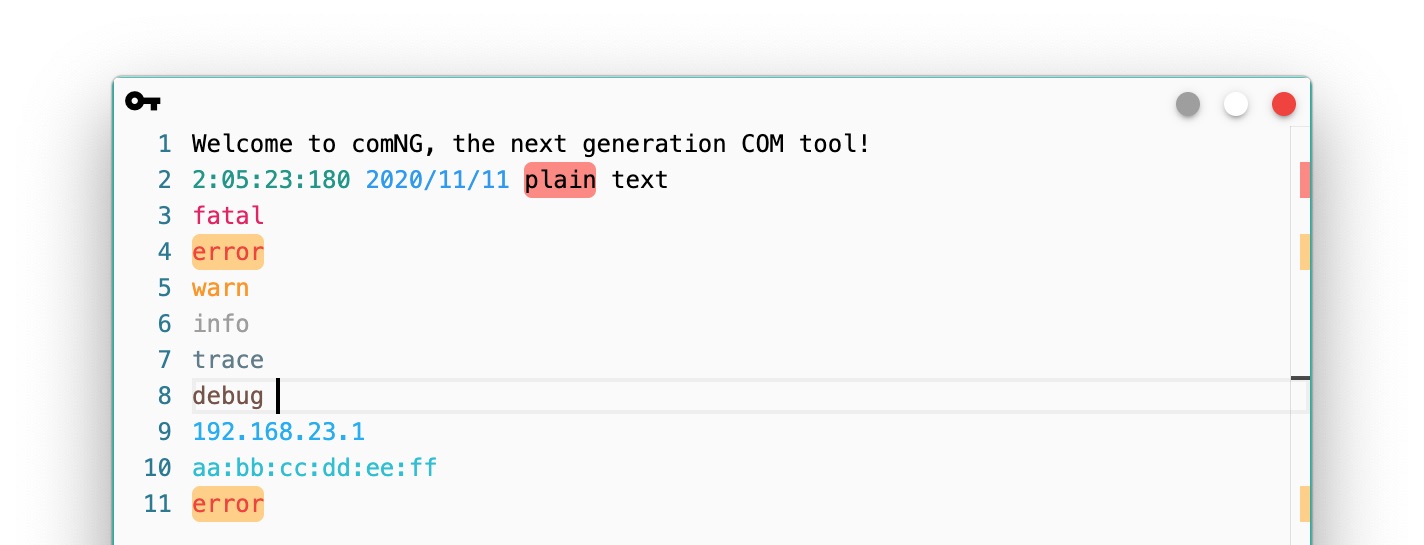 1 Welcome to comNG, the next generation COM tool!
2 2:05:23:180 2020/11/11 plain text
3 fatal
4 error
5 warn
6 info
7 trace
8 debug
9 192.168.23.1
10 aa:bb:cc:dd:ee:ff
11 error